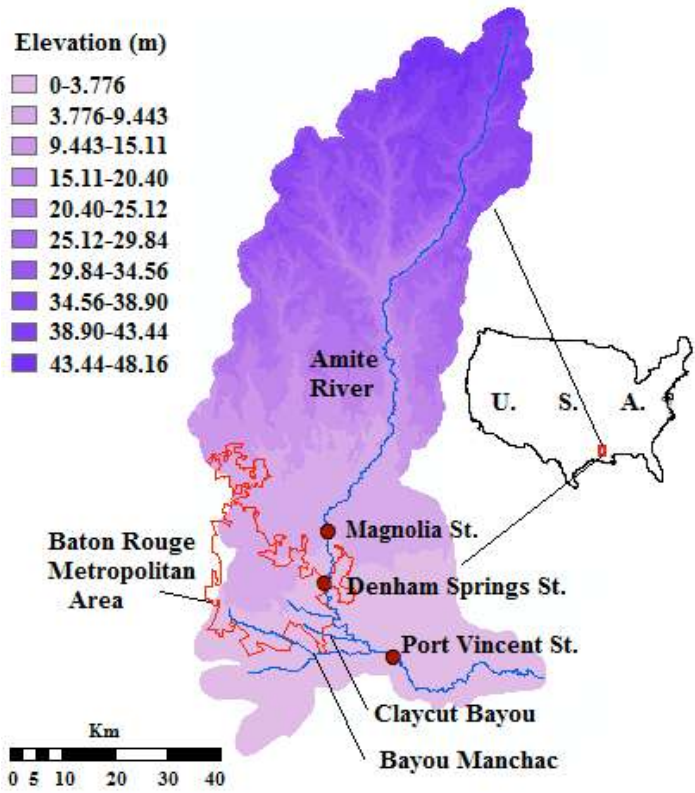 Elevation (m)
0-3.776
3.776-9.443
9.443-15.11
15.11-20.40
20.40-25.12
25.12-29.84
29.84-34.56
34.56-38.90
38.90-43.44
43.44-48.16
Amite
River
U. S. A.
Magnolia St.
Baton Rouge
Metropolitan
Area
Denham Springs St.
Port Vincent St.
Claycut Bayou
Bayou Manchac
Km
0 5 10 20 30 40